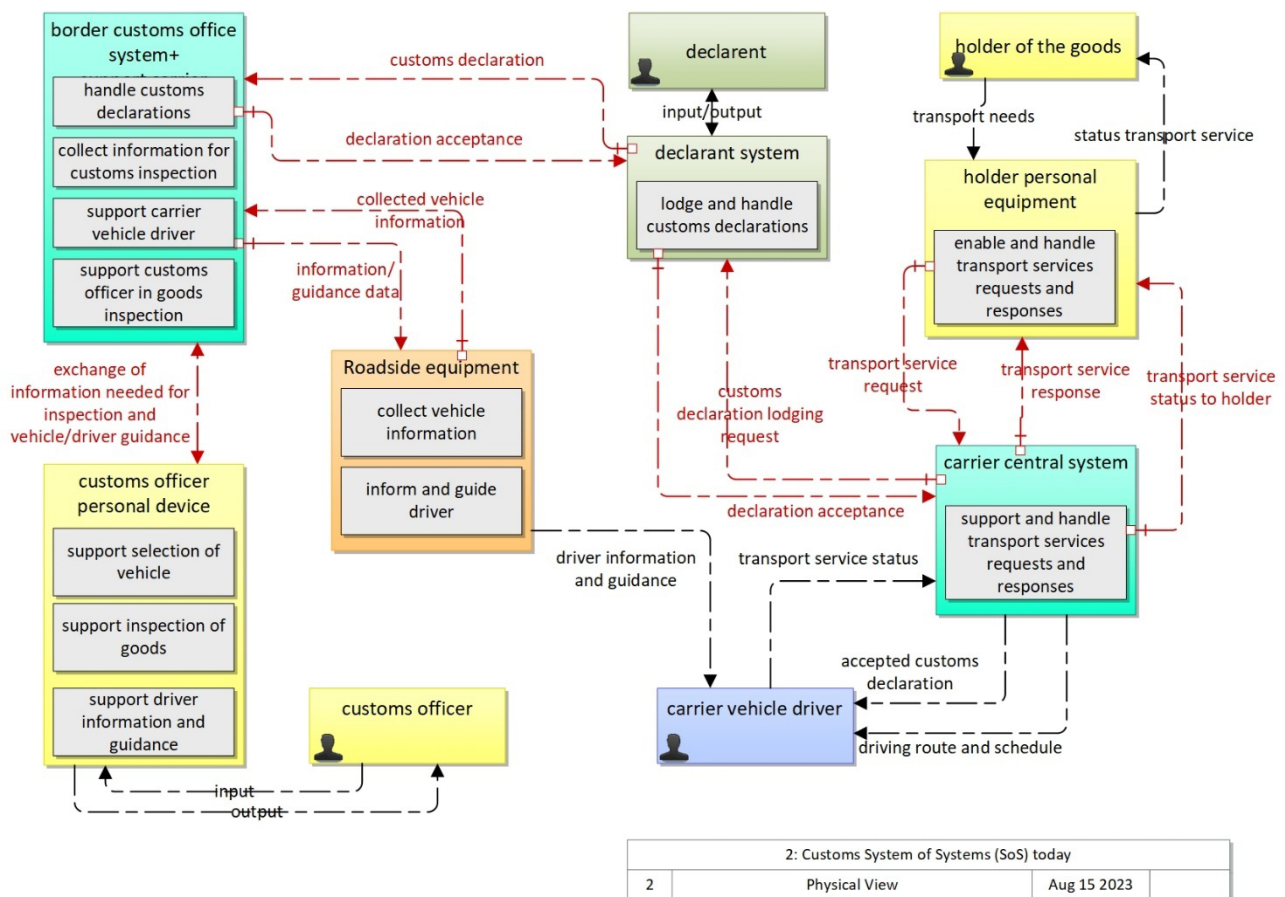 border customs office
system+
support carrier
handle customs
declarations
collect information for
customs inspection
support carrier
vehicle driver
support customs
officer in goods
inspection
customs declaration
declaration acceptance
collected vehicle
information
information/
guidance data
declarent
input/output
declarant system
lodge and handle
customs declarations
holder of the goods
transport needs
status transport service
holder personal
equipment
enable and handle
transport services
requests and
responses
exchange of
information needed for
inspection and
vehicle/driver guidance
Roadside equipment
collect vehicle
information
inform and guide
driver
customs
declaration lodging
request
declaration acceptance
transport service
request
transport service
response
transport service
status to holder
carrier central system
support and handle
transport services
requests and
responses
customs officer
personal device
support selection of
vehicle
support inspection of
goods
support driver
information and
guidance
driver information
and guidance
transport service status
accepted customs
declaration
driving route and schedule
customs officer
carrier vehicle driver
input
output
2: Customs System of Systems (SoS) today
2 Physical View Aug 15 2023